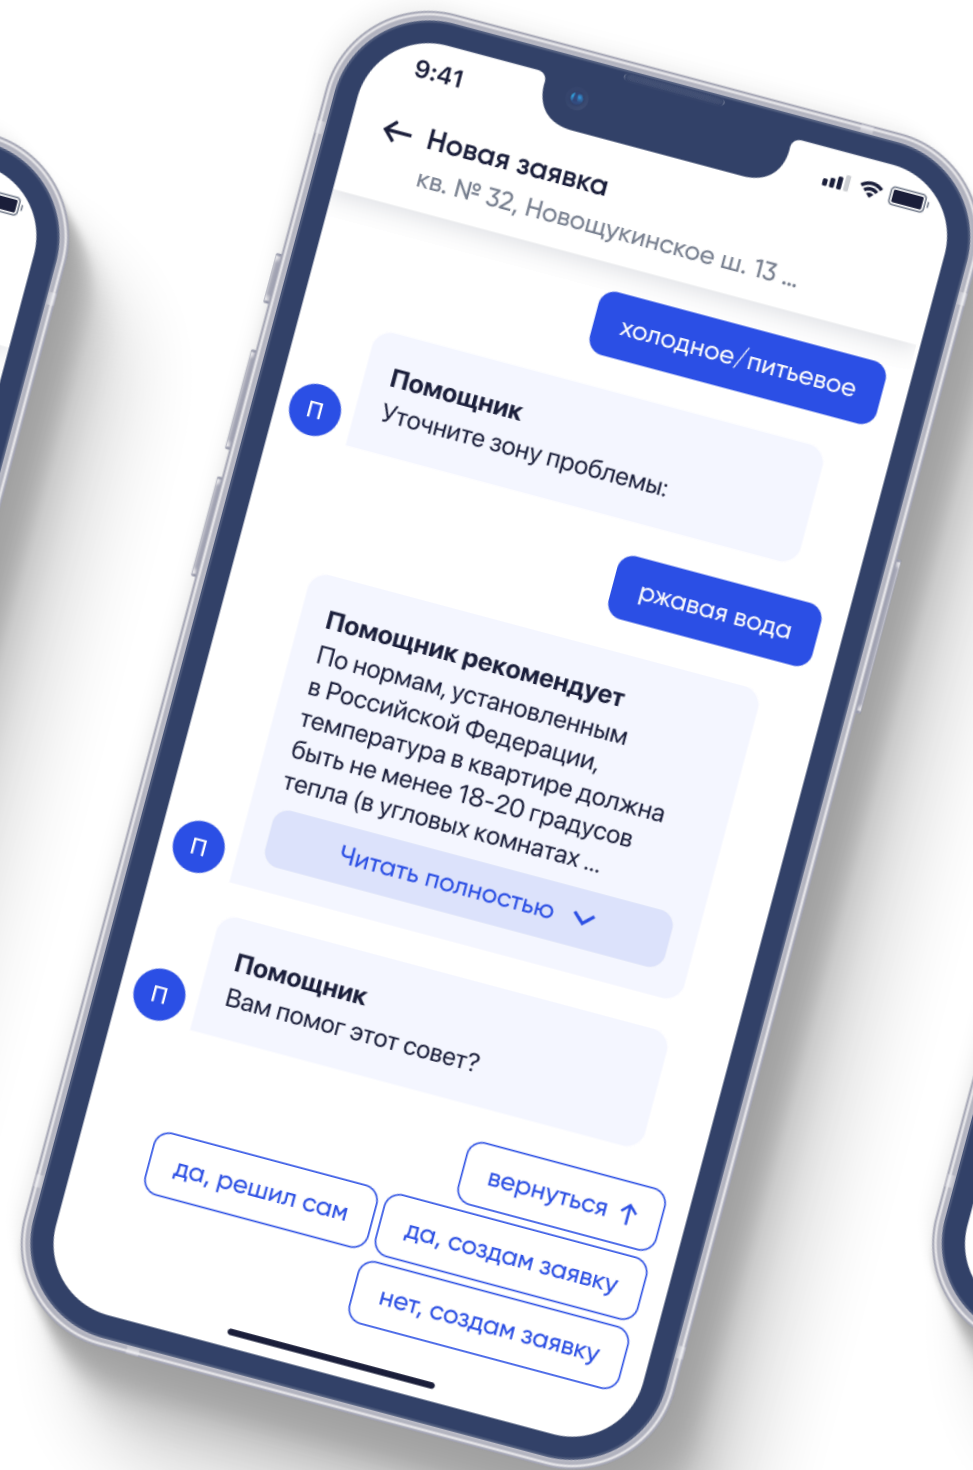 9:41
← Новая заявка
кв. № 32, Новощукинское ш. 13 ...
холодное/питьевое
П
Помощник
Уточните зону проблемы:
ржавая вода
Помощник рекомендует
По нормам, установленным
в Российской Федерации,
температура в квартире должна
быть не менее 18-20 градусов
тепла (в угловых комнатах ...
Читать полностью
П
Помощник
Вам помог этот совет?
П
вернуться ↑
да, решил сам
да, создам заявку
нет, создам заявку